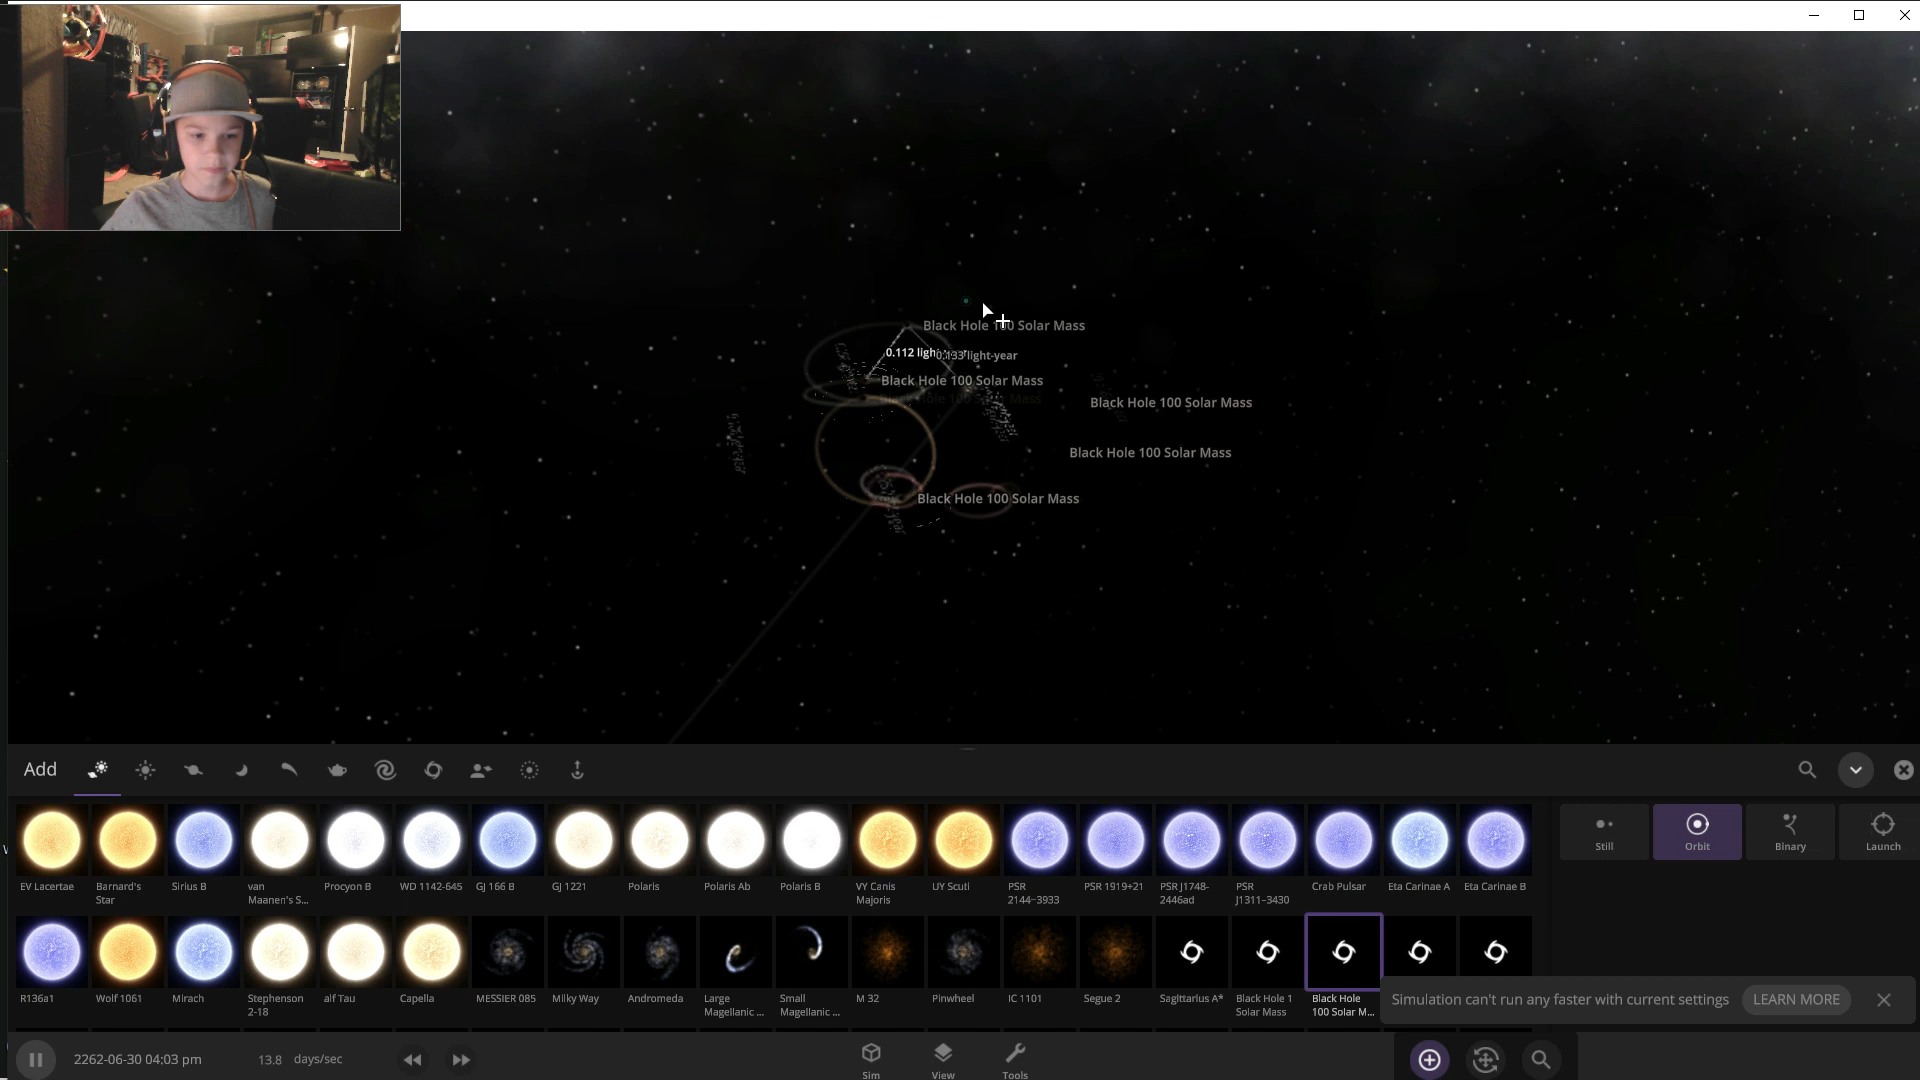 Black Hole 100 Solar Mass
0.112 ligh
0.133 light-year
Black Hole 100 Solar Mass
Black Hole 100 Solar Mass
Black Hole 100 Solar Mass
Black Hole 100 Solar Mass
Black Hole 100 Solar Mass
Add
EV Lacertae
Barnard's
Star
Sirius B
van
Maanen's S...
Procyon B
WD 1142-645
GJ 166 B
GJ 1221
Polaris
Polaris Ab
Polaris B
VY Canis
Majoris
UY Scuti
PSR
2144−3933
PSR 1919+21
PSR J1748-
2446ad
PSR
J1311–3430
Crab Pulsar
Eta Carinae A
Eta Carinae B
Still
Orbit
Binary
Launch
R136a1
Wolf 1061
Mirach
Stephenson
2-18
alf Tau
Capella
MESSIER 085
Milky Way
Andromeda
Large
Magellanic ...
Small
Magellanic ...
M 32
Pinwheel
IC 1101
Segue 2
Sagittarius A*
Black Hole 1
Solar Mass
Black Hole
100 Solar M...
Simulation can't run any faster with current settings
LEARN MORE
2262-06-30 04:03 pm
13.8 days/sec
Sim
View
Tools